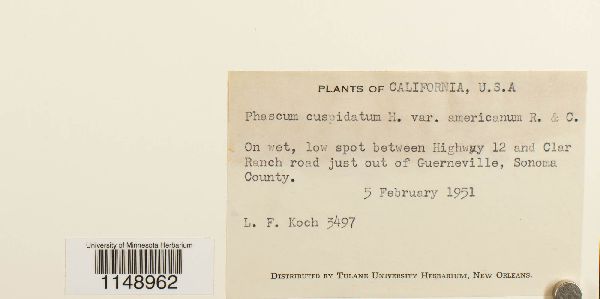 PLANTS OF CALIFORNIA, U.S.A
Phascum cuspidatum H. var. americanum R. & C.
On wet, low spot between Highway 12 and Clar
Ranch road just out of Guerneville, Sonoma
County.
5 February 1951
L. F. Koch 3497
DISTRIBUTED BY TULANE UNIVERSITY HERBARIUM, NEW ORLEANS.
University of Minnesota Herbarium
1148962